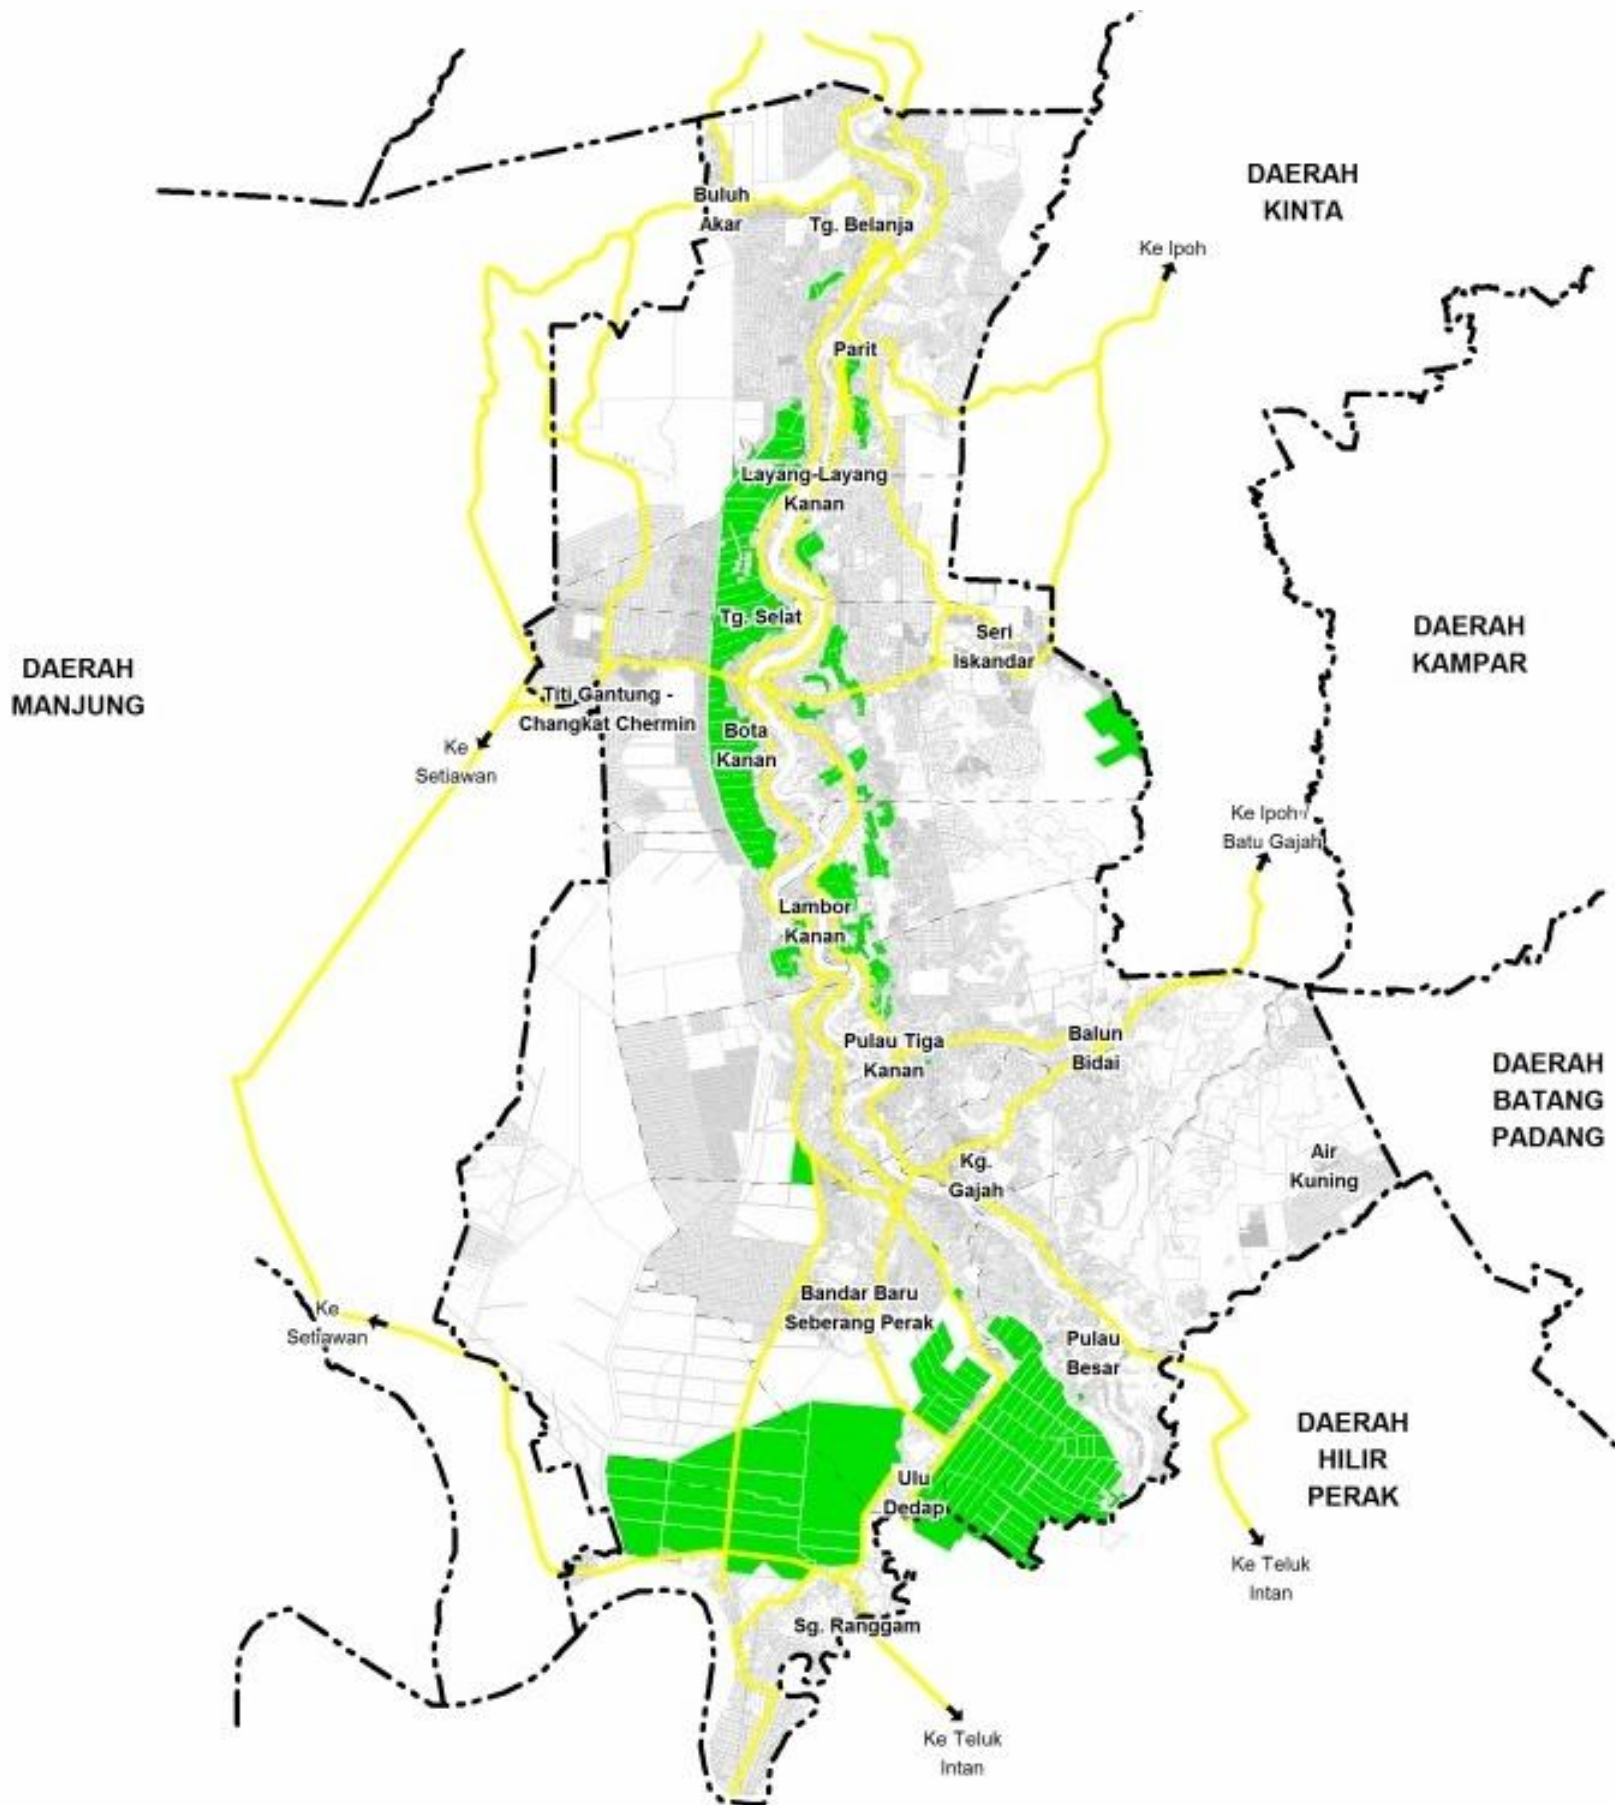 DAERAH
KINTA
Buluh
Akar
Tg. Belanja
Ke Ipoh
Parit
Layang-Layang
Kanan
Tg. Selat
Seri
Iskandar
DAERAH
KAMPAR
DAERAH
MANJUNG
Titi Gantung -
Changkat Chermin
Bota
Kanan
Ke
Setiawan
Ke Ipoh /
Batu Gajah
Lambor
Kanan
Pulau Tiga
Kanan
Balun
Bidai
DAERAH
BATANG
PADANG
Kg.
Gajah
Air
Kuning
Bandar Baru
Seberang Perak
Ke
Setiawan
Pulau
Besar
DAERAH
HILIR
PERAK
Ulu
Dedap
Ke Teluk
Intan
Sg. Ranggam
Ke Teluk
Intan